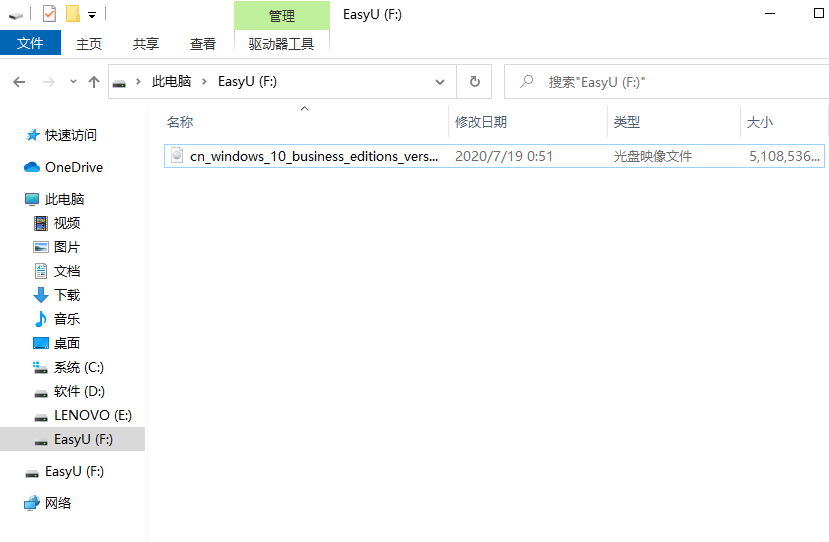 管理
EasyU (F:)
文件
主页
共享
查看
驱动器工具
此电脑
EasyU (F:)
搜索"EasyU (F:)"
名称
修改日期
类型
大小
cn_windows_10_business_editions_vers...
2020/7/19 0:51
光盘映像文件
5,108,536...
快速访问
OneDrive
此电脑
视频
图片
文档
下载
音乐
桌面
系统 (C:)
软件 (D:)
LENOVO (E:)
EasyU (F:)
EasyU (F:)
网络